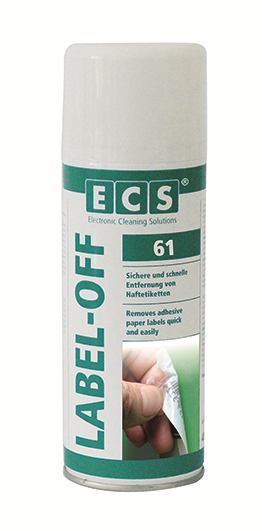 ECS®
Electronic Cleaning Solutions
61
Sichere und schnelle
Entfernung von
Haftetiketten
Removes adhesive
paper labels quick
and easily
LABEL-OFF